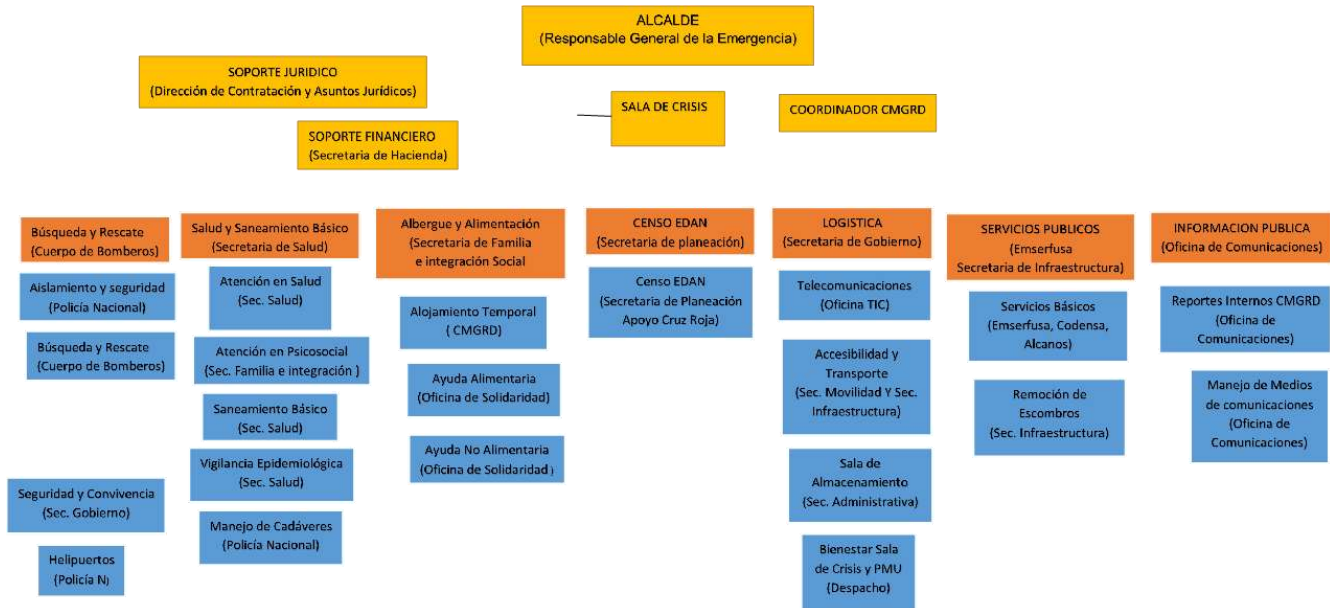 ALCALDE
(Responsable General de la Emergencia)
SOPORTE JURIDICO
(Dirección de Contratación y Asuntos Jurídicos)
SALA DE CRISIS
COORDINADOR CMGRD
SOPORTE FINANCIERO
(Secretaria de Hacienda)
Búsqueda y Rescate
(Cuerpo de Bomberos)
Aislamiento y seguridad
(Policía Nacional)
Búsqueda y Rescate
(Cuerpo de Bomberos)
Seguridad y Convivencia
(Sec. Gobierno)
Helipuertos
(Policía N)
Salud y Saneamiento Básico
(Secretaria de Salud)
Atención en Salud
(Sec. Salud)
Atención en Psicosocial
(Sec. Familia e integración )
Saneamiento Básico
(Sec. Salud)
Vigilancia Epidemiológica
(Sec. Salud)
Manejo de Cadáveres
(Policía Nacional)
Albergue y Alimentación
(Secretaria de Familia
e integración Social
Alojamiento Temporal
( CMGRD)
Ayuda Alimentaria
(Oficina de Solidaridad)
Ayuda No Alimentaria
(Oficina de Solidaridad )
CENSO EDAN
(Secretaria de planeación)
Censo EDAN
(Secretaria de Planeación
Apoyo Cruz Roja)
LOGISTICA
(Secretaria de Gobierno)
Telecomunicaciones
(Oficina TIC)
Accesibilidad y
Transporte
(Sec. Movilidad Y Sec.
Infraestructura)
Sala de
Almacenamiento
(Sec. Administrativa)
Bienestar Sala
de Crisis y PMU
(Despacho)
SERVICIOS PUBLICOS
(Emserfusa
Secretaria de Infraestructura)
Servicios Básicos
(Emserfusa, Codensa,
Alcanos)
Remoción de
Escombros
(Sec. Infraestructura)
INFORMACION PUBLICA
(Oficina de Comunicaciones)
Reportes Internos CMGRD
(Oficina de
Comunicaciones)
Manejo de Medios
de comunicaciones
(Oficina de
Comunicaciones)